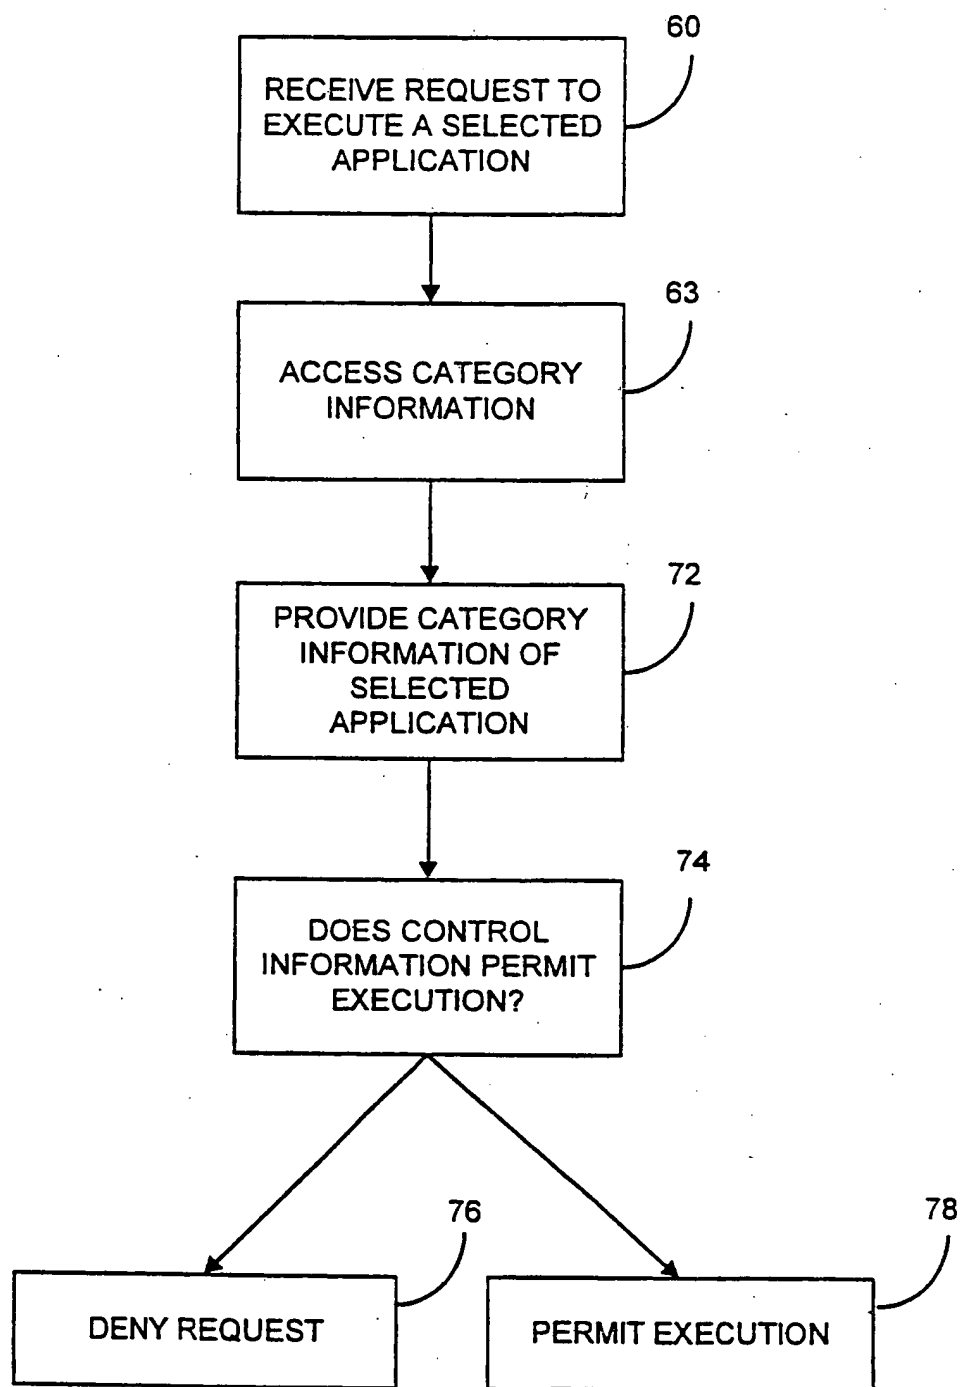 60
RECEIVE REQUEST TO
EXECUTE A SELECTED
APPLICATION
63
ACCESS CATEGORY
INFORMATION
72
PROVIDE CATEGORY
INFORMATION OF
SELECTED
APPLICATION
74
DOES CONTROL
INFORMATION PERMIT
EXECUTION?
76
DENY REQUEST
78
PERMIT EXECUTION